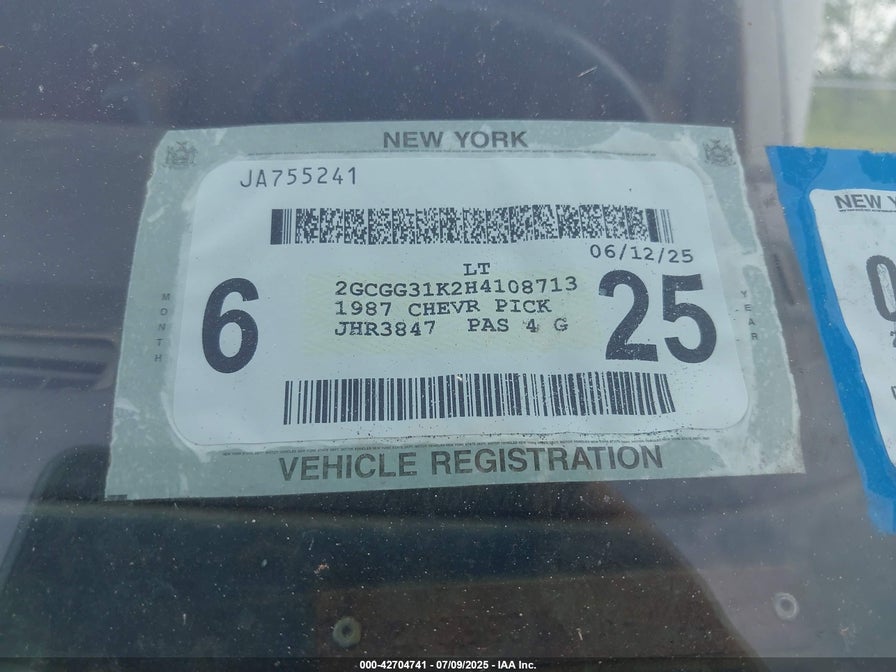 NEW YORK
JA755241
06/12/25
LT
2GCGG31K2H4108713
1987 CHEVR PICK
JHR3847 PAS 4 G
MONTH
6
25
YEAR
VEHICLE REGISTRATION
NEW Y
0
000-42704741 - 07/09/2025 - IAA Inc.